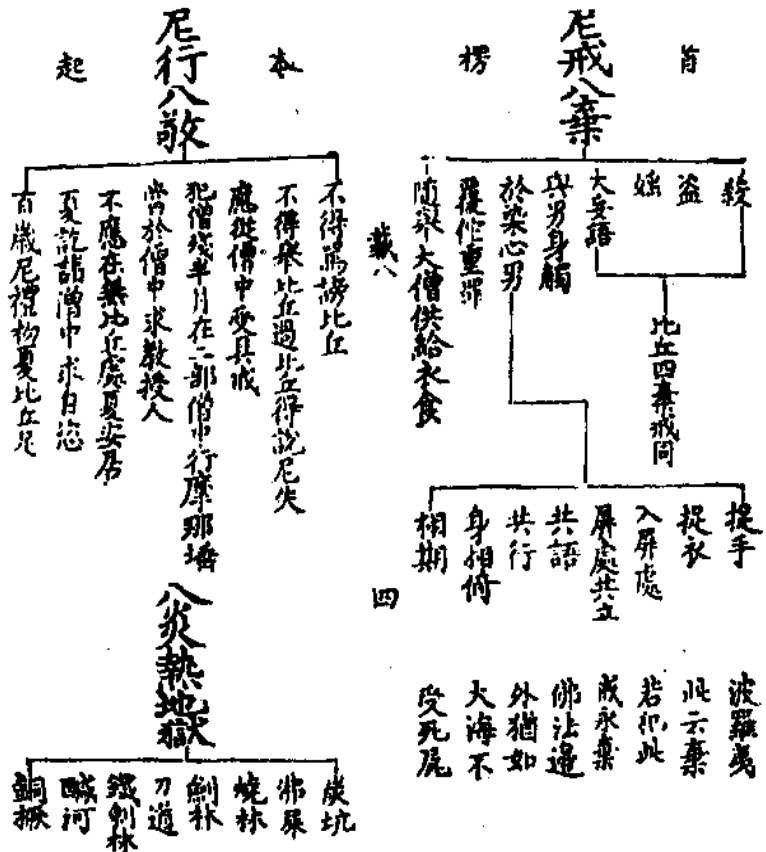 首楞
尼戒八棄
殺
盜
婬
大妄語
與男身觸
於染心男
覆他重罪
隨舉大僧供給衣食
比丘四棄戒同
捉手
捉衣
入屏處
屏處共立
共語
共行
身相倚
相期
波羅夷
此云棄
若犯此
成永棄
佛法邊
外猶如
大海不
受死屍
藏八
四
本起
尼行八敬
不得罵謗比丘
不得舉比丘過比丘得說尼失
應從僧中受具戒
犯僧殘半月在二部僧中行摩那埵
當於僧中求教授人
不應在無比丘處夏安居
夏訖詣僧中求自恣
百歲尼禮初夏比丘足
八炎熱地獄
炭坑
沸屎
燒林
劍林
刀道
鐵刺林
鹹河
銅橛